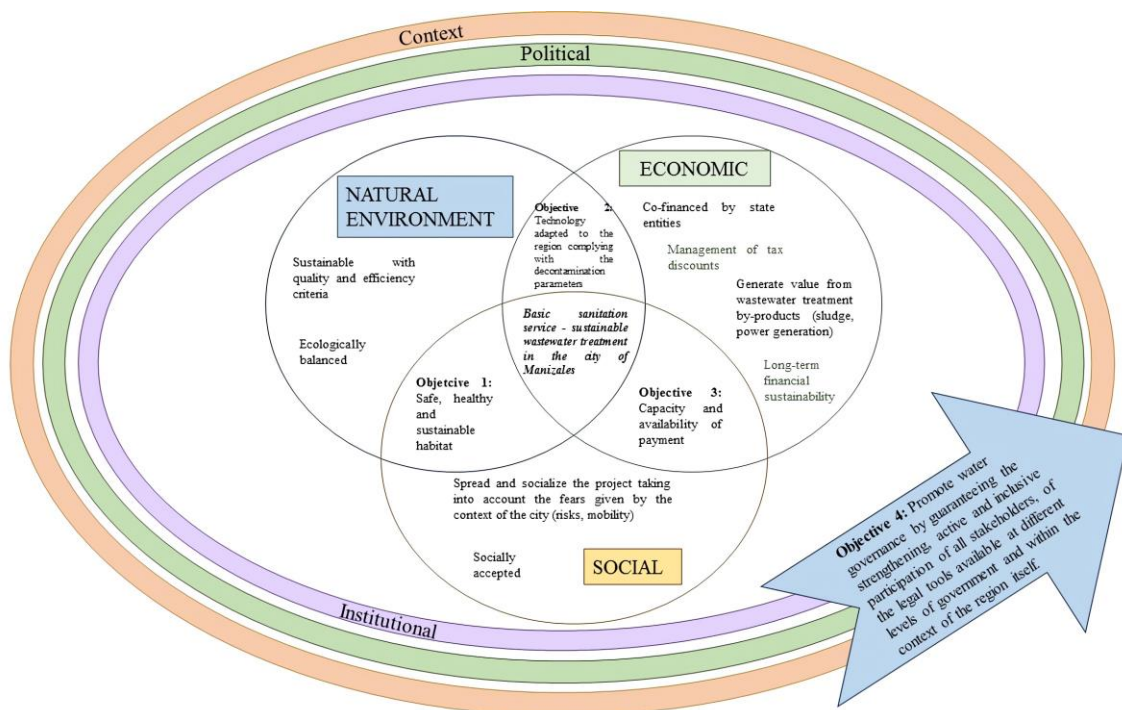 Context
Political
NATURAL
ENVIRONMENT
Sustainable with
quality and efficiency
criteria
Ecologically
balanced
Objective 2:
Technology
adapted to the
region complying
with the
decontamination
parameters
ECONOMIC
Co-financed by state
entities
Management of tax
discounts
Generate value from
wastewater treatment
by-products (sludge,
power generation)
Long-term
financial
sustainability
Basic sanitation
service - sustainable
wastewater treatment
in the city of
Manizales
Objetcive 1:
Safe, healthy
and
sustainable
habitat
Objective 3:
Capacity and
availability of
payment
Spread and socialize the project taking
into account the fears given by the
context of the city (risks, mobility)
Socially
accepted
SOCIAL
Institutional
Objective 4: Promote water
governance by guaranteeing the
strengthening, active and inclusive
participation of all stakeholders, of
the legal tools available at different
levels of government and within the
context of the region itself.